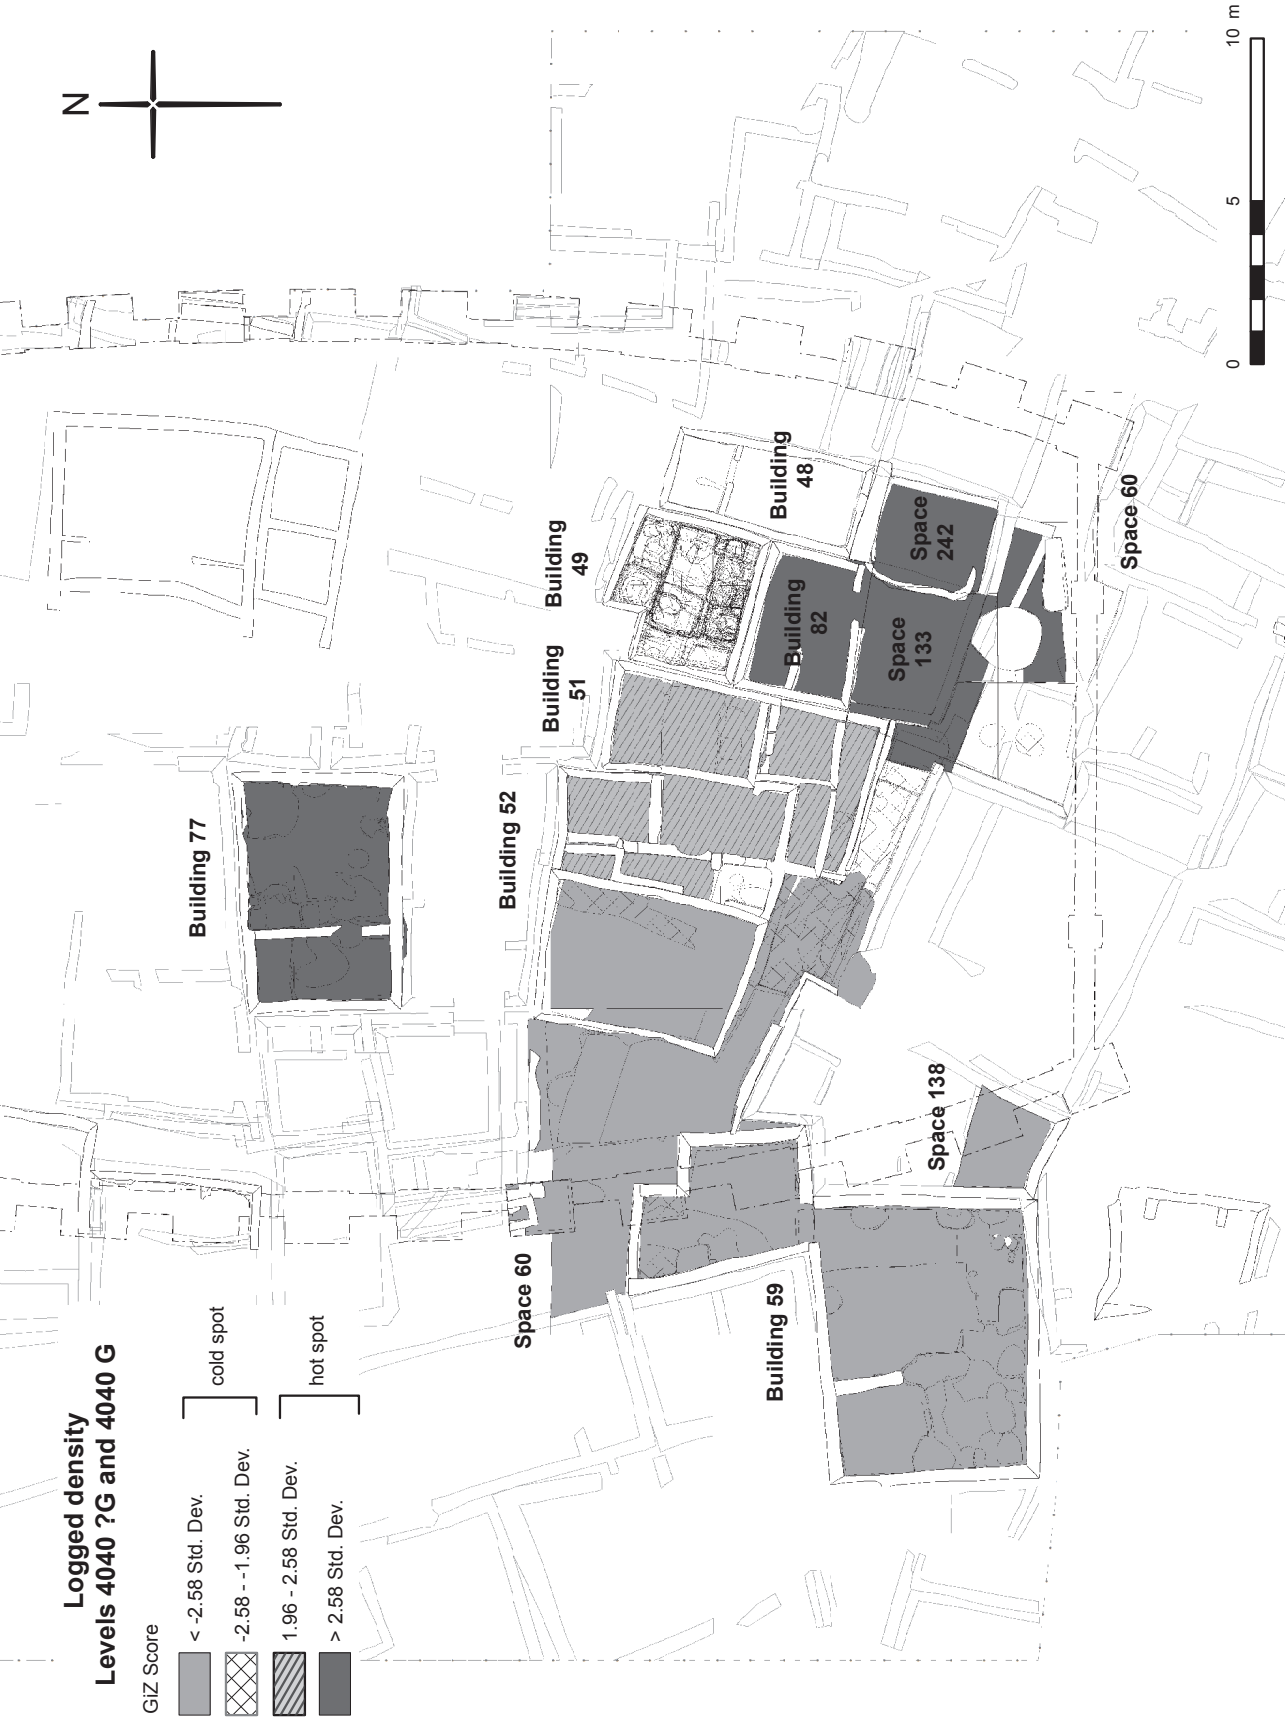 Logged density
Levels 4040 ?G and 4040 G
GiZ Score
< -2.58 Std. Dev.
-2.58 - -1.96 Std. Dev.
cold spot
1.96 - 2.58 Std. Dev.
> 2.58 Std. Dev.
hot spot
N
Building 77
Building 52
Building
51
Building
49
Building
48
Building
82
Space
133
Space
242
Space 60
Space 60
Building 59
Space 138
0
5
10 m